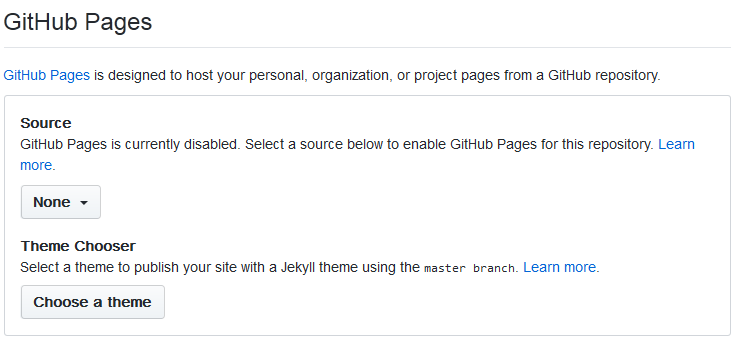 GitHub Pages
GitHub Pages is designed to host your personal, organization, or project pages from a GitHub repository.
Source
GitHub Pages is currently disabled. Select a source below to enable GitHub Pages for this repository. Learn
more.
None
Theme Chooser
Select a theme to publish your site with a Jekyll theme using the master branch. Learn more.
Choose a theme